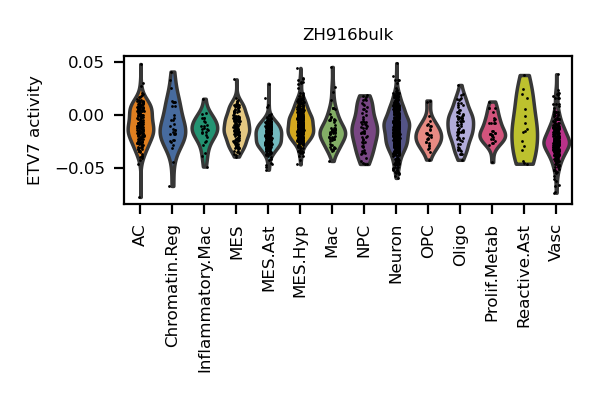 ZH916bulk
ETV7 activity
0.05
0.00
−0.05
AC
Chromatin.Reg
Inflammatory.Mac
MES
MES.Ast
MES.Hyp
Mac
NPC
Neuron
OPC
Oligo
Prolif.Metab
Reactive.Ast
Vasc